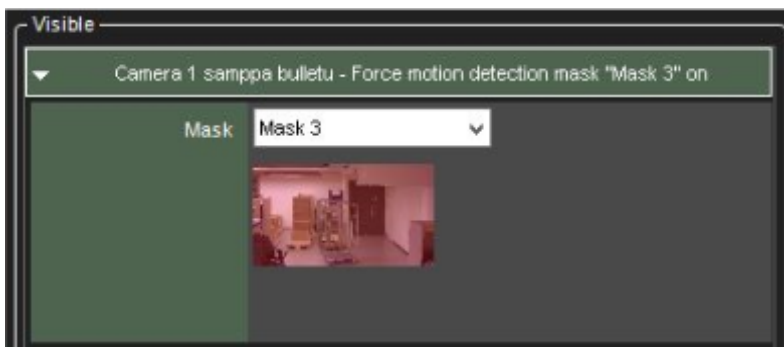 Visible
Camera 1 samppa bulletu - Force motion detection mask "Mask 3" on
Mask
Mask 3